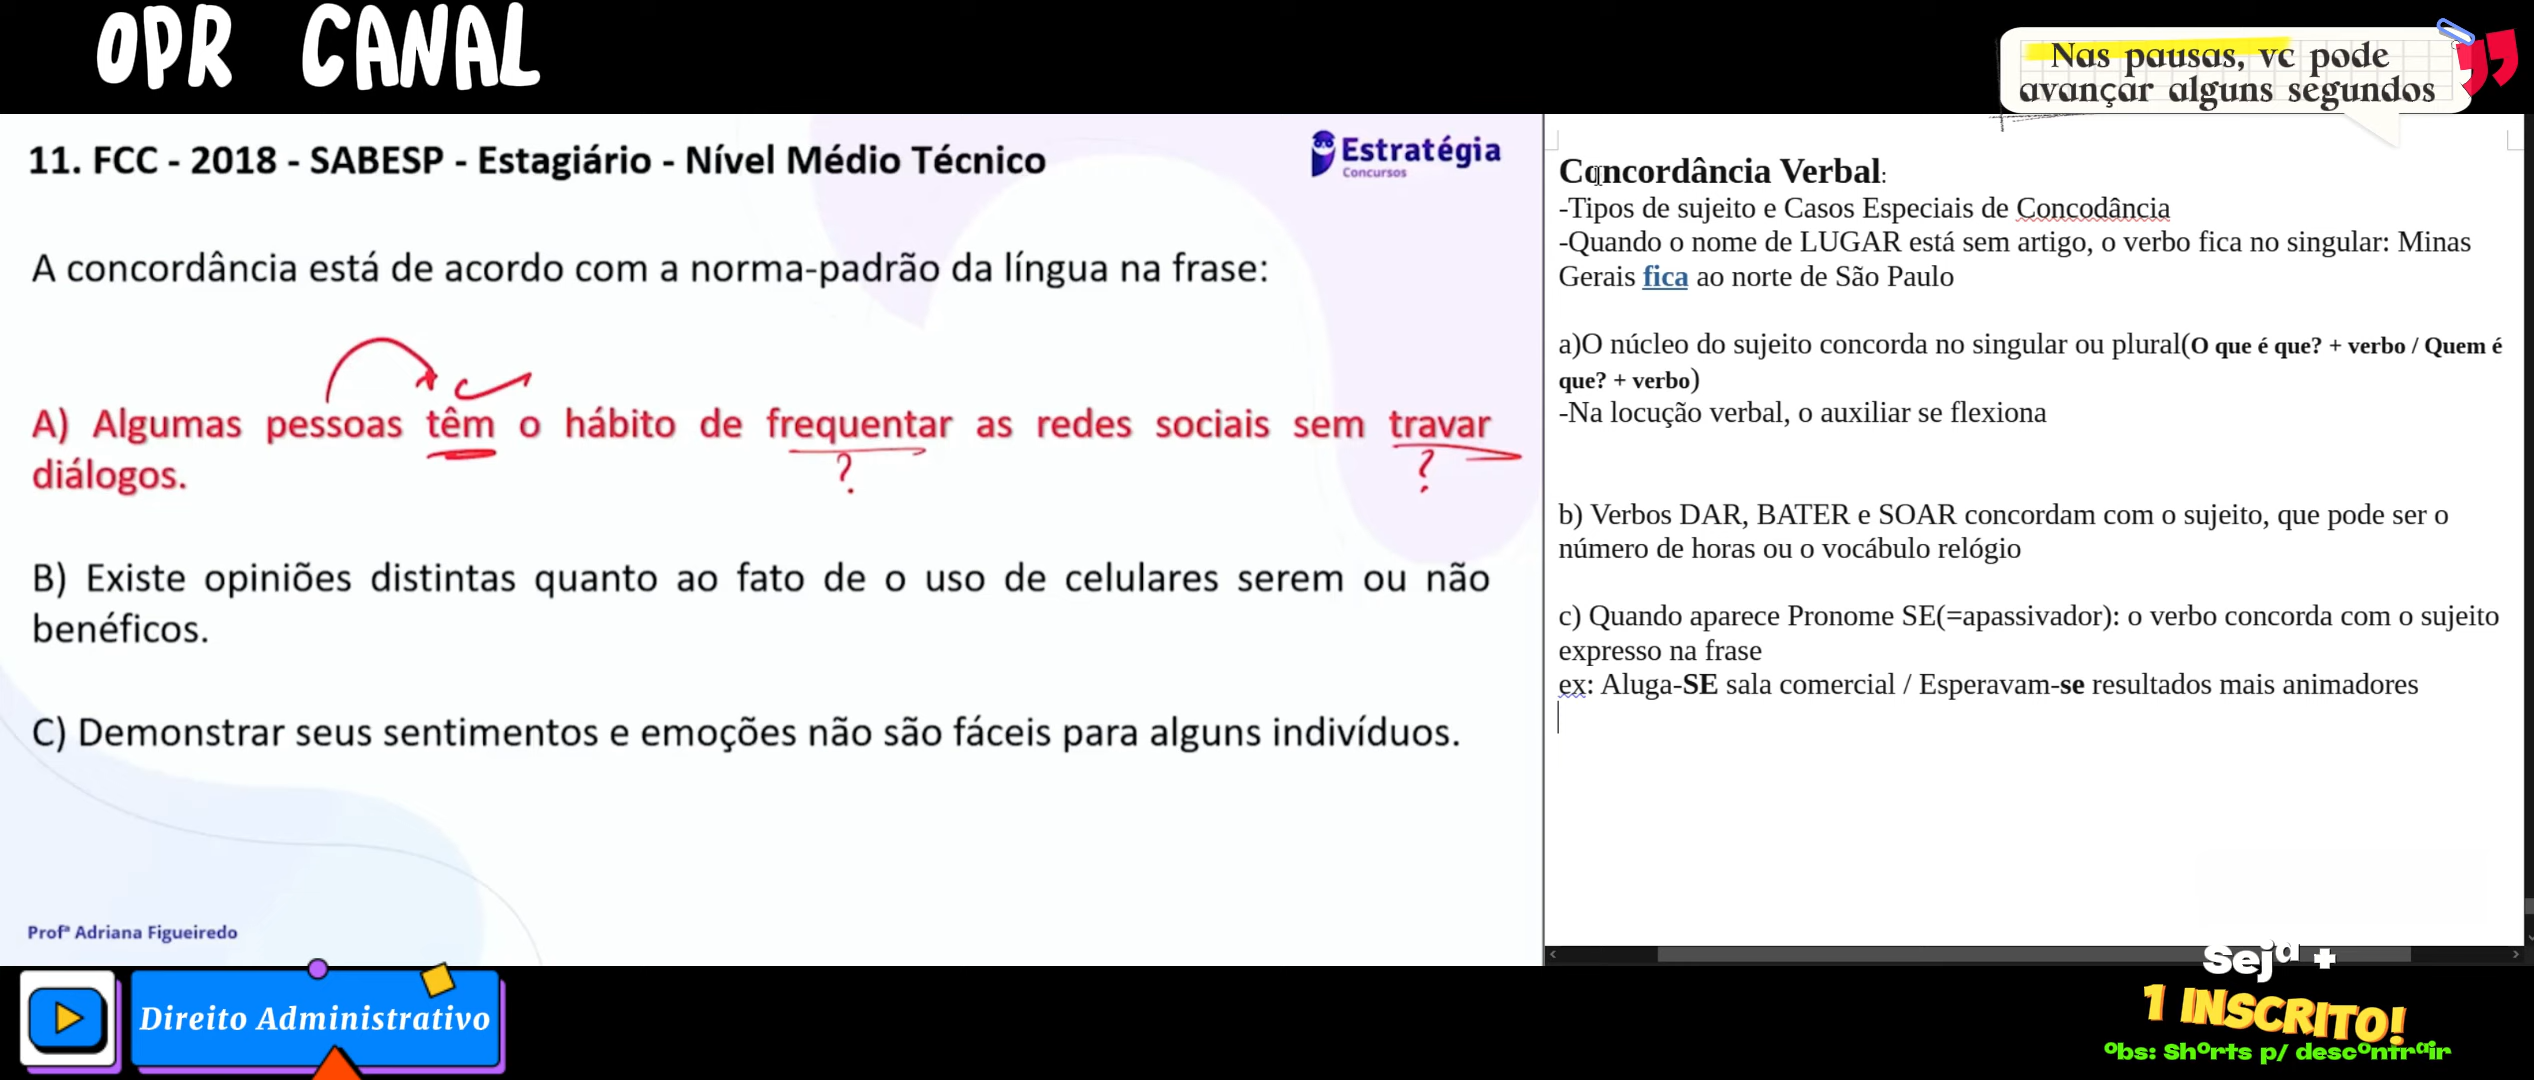 OPR CANAL
Nas pausas, vc pode
avançar alguns segundos
11. FCC - 2018 - SABESP - Estagiário - Nível Médio Técnico
Estratégia
Concursos
A concordância está de acordo com a norma-padrão da língua na frase:
A) Algumas pessoas têm o hábito de frequentar as redes sociais sem travar
? ?
diálogos.
B) Existe opiniões distintas quanto ao fato de o uso de celulares serem ou não
benéficos.
C) Demonstrar seus sentimentos e emoções não são fáceis para alguns indivíduos.
Profª Adriana Figueiredo
Concordância Verbal:
-Tipos de sujeito e Casos Especiais de Concodância
-Quando o nome de LUGAR está sem artigo, o verbo fica no singular: Minas
Gerais fica ao norte de São Paulo
a)O núcleo do sujeito concorda no singular ou plural(O que é que? + verbo / Quem é
que? + verbo)
-Na locução verbal, o auxiliar se flexiona
b) Verbos DAR, BATER e SOAR concordam com o sujeito, que pode ser o
número de horas ou o vocábulo relógio
c) Quando aparece Pronome SE(=apassivador): o verbo concorda com o sujeito
expresso na frase
ex: Aluga-SE sala comercial / Esperavam-se resultados mais animadores
Direito Administrativo
Seja +
1 INSCRITO!
obs: Shorts p/ descontrair